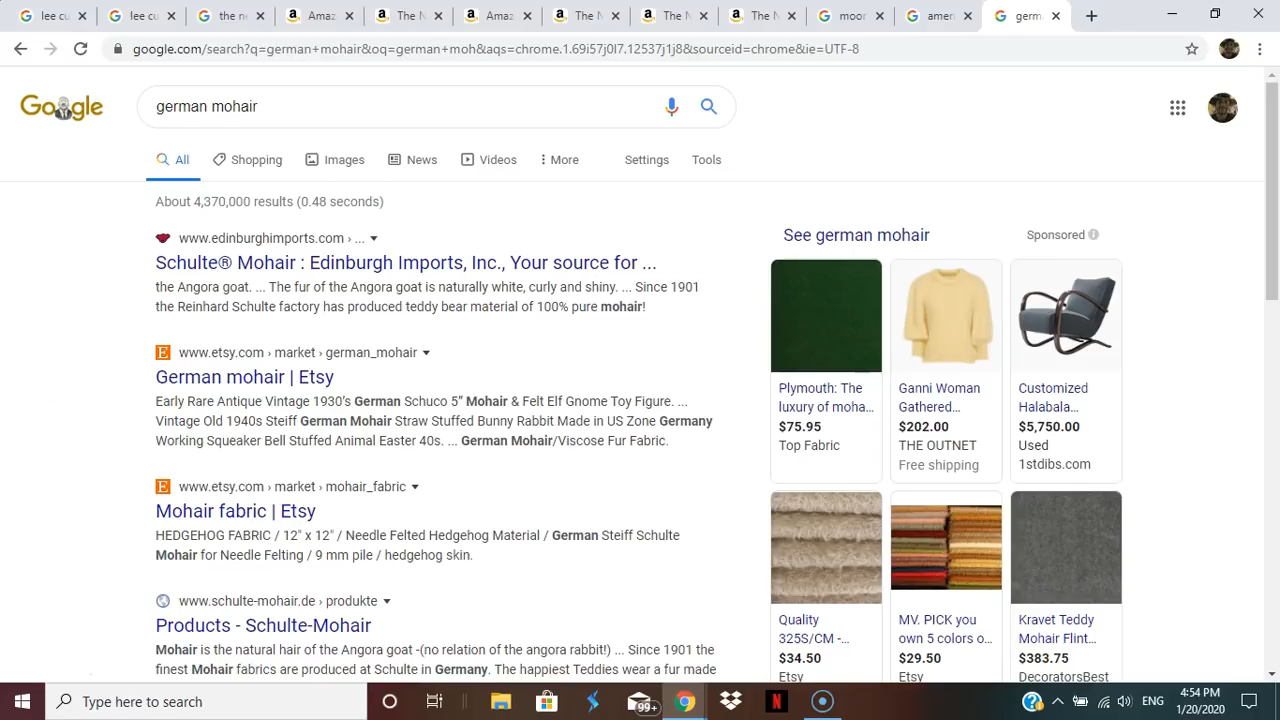 lee cu
lee cu
the ne
Amaz
The N
Amaz
The N
The N
The N
moor
amer
germ
google.com/search?q=german+mohair&oq=german+moh&aqs=chrome.1.69i57j0l7.12537j1j8&sourceid=chrome&ie=UTF-8
Google
german mohair
All
Shopping
Images
News
Videos
More
Settings
Tools
About 4,370,000 results (0.48 seconds)
www.edinburghimports.com › ...
Schulte® Mohair : Edinburgh Imports, Inc., Your source for ...
the Angora goat. ... The fur of the Angora goat is naturally white, curly and shiny. ... Since 1901
the Reinhard Schulte factory has produced teddy bear material of 100% pure mohair!
www.etsy.com › market › german_mohair
German mohair | Etsy
Early Rare Antique Vintage 1930's German Schuco 5" Mohair & Felt Elf Gnome Toy Figure. ...
Vintage Old 1940s Steiff German Mohair Straw Stuffed Bunny Rabbit Made in US Zone Germany
Working Squeaker Bell Stuffed Animal Easter 40s. ... German Mohair/Viscose Fur Fabric.
www.etsy.com › market › mohair_fabric
Mohair fabric | Etsy
HEDGEHOG FABRIC / 12" x 12" / Needle Felted Hedgehog Material / German Steiff Schulte
Mohair for Needle Felting / 9 mm pile / hedgehog skin.
www.schulte-mohair.de › produkte
Products - Schulte-Mohair
Mohair is the natural hair of the Angora goat -(no relation of the angora rabbit!) ... Since 1901 the
finest Mohair fabrics are produced at Schulte in Germany. The happiest Teddies wear a fur made
See german mohair
Sponsored
Plymouth: The
luxury of moha...
$75.95
Top Fabric
Ganni Woman
Gathered...
$202.00
THE OUTNET
Free shipping
Customized
Halabala...
$5,750.00
Used
1stdibs.com
Quality
325S/CM -...
$34.50
Etsy
MV. PICK you
own 5 colors o...
$29.50
Etsy
Kravet Teddy
Mohair Flint...
$383.75
DecoratorsBest
Type here to search
99+
ENG
4:54 PM
1/20/2020